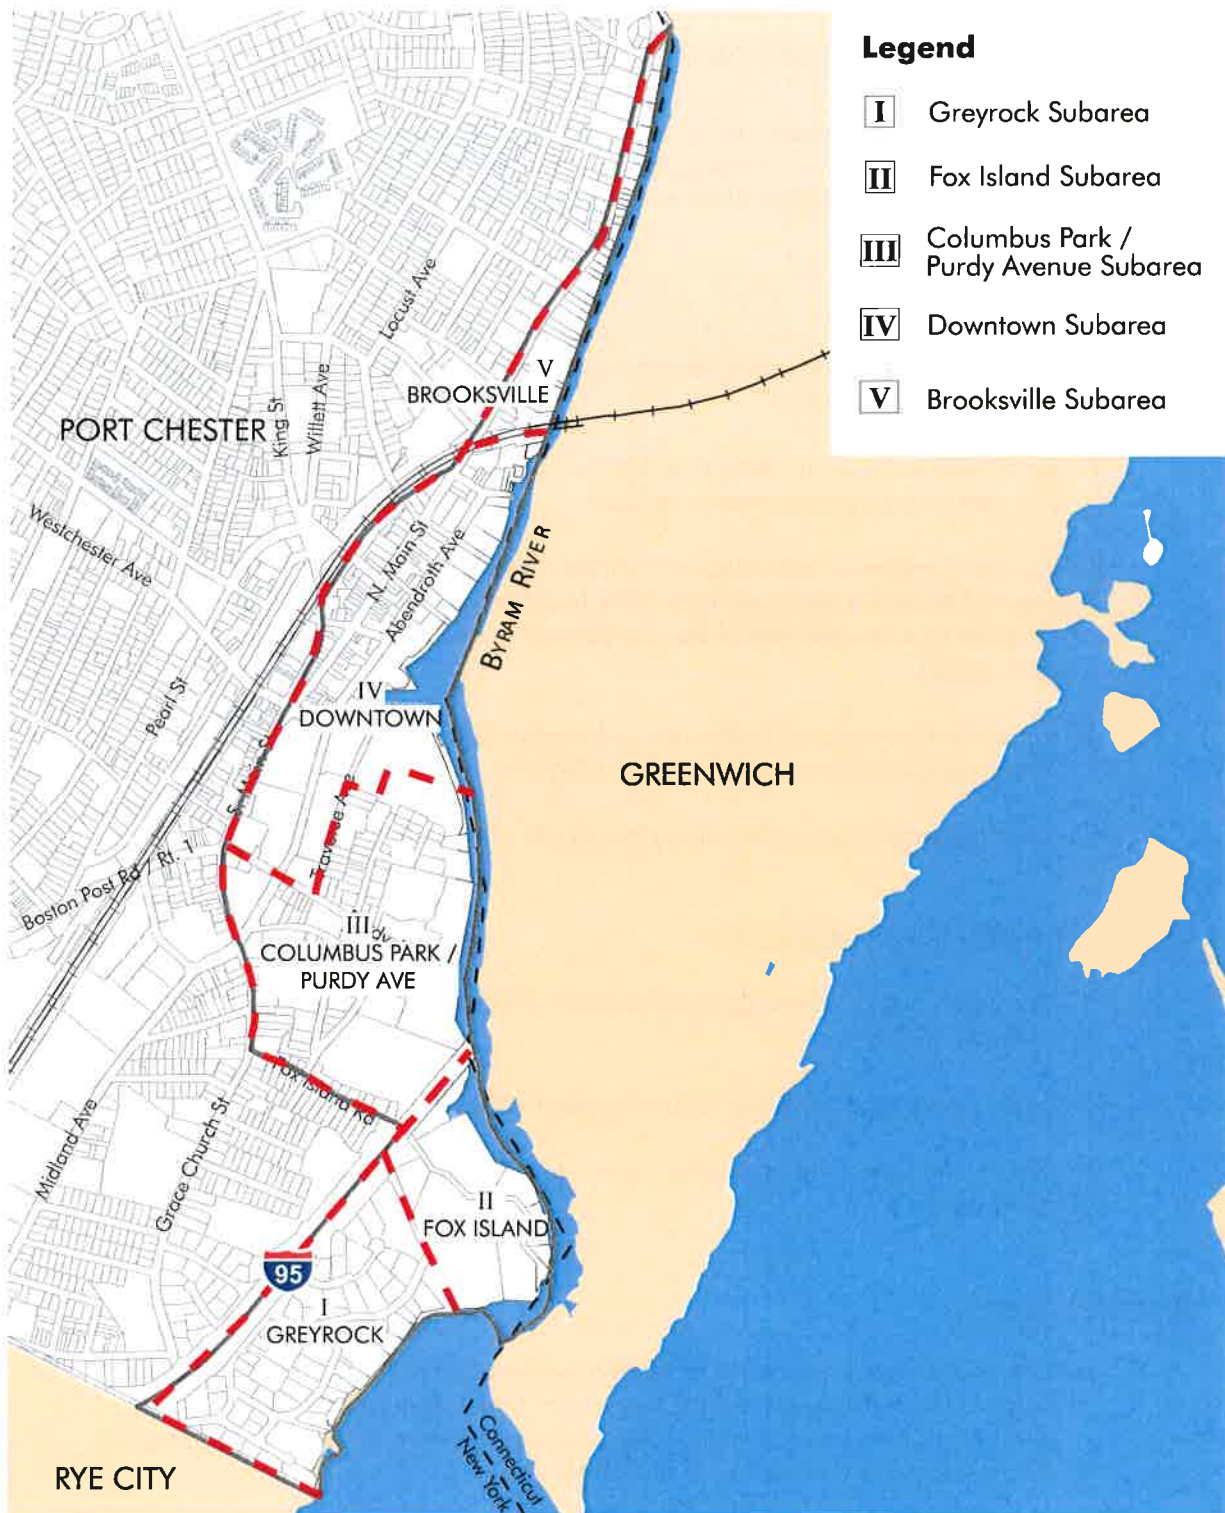 Legend
I Greyrock Subarea
II Fox Island Subarea
III Columbus Park /
Purdy Avenue Subarea
IV Downtown Subarea
V Brooksville Subarea
Locust Ave
V
BROOKSVILLE
PORT CHESTER
King St
Willett Ave
Westchester Ave
N. Main St
Abendroth Ave
BYRAM RIVER
Pearl St
IV
DOWNTOWN
GREENWICH
S. Main St
Traverse Ave
Boston Post Rd / Rt. 1
III
COLUMBUS PARK /
PURDY AVE
Fox Island Rd
Midland Ave
Grace Church St
II
FOX ISLAND
95
I
GREYROCK
RYE CITY
Connecticut
New York